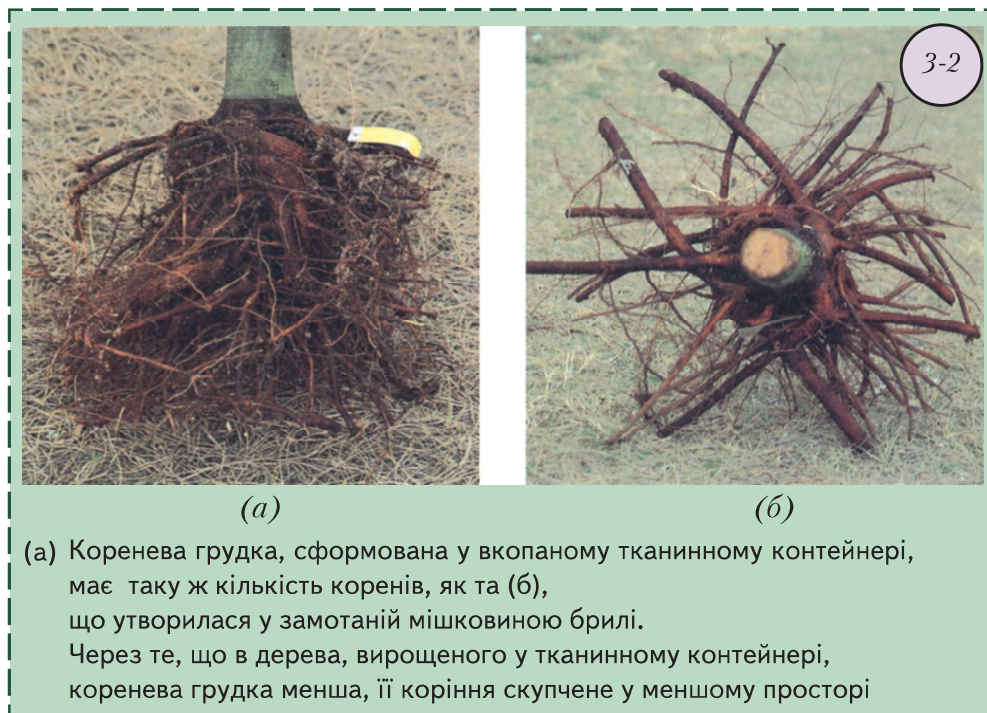 3-2
(а) (б)
(а) Коренева грудка, сформована у вкопаному тканинному контейнері,
має таку ж кількість коренів, як та (б),
що утворилася у замотаній мішковиною брилі.
Через те, що в дерева, вирощеного у тканинному контейнері,
коренева грудка менша, її коріння скупчене у меншому просторі